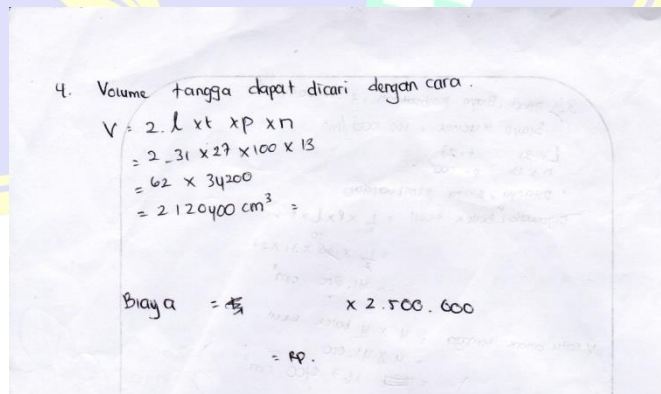 4. Volume tangga dapat dicari dengan cara.
V = 2. l x t x p x n
= 2 . 31 x 27 x 100 x 13
= 62 x 34200
= 2120400 cm³ =
Biaya = x 2.500.600
= Rp.